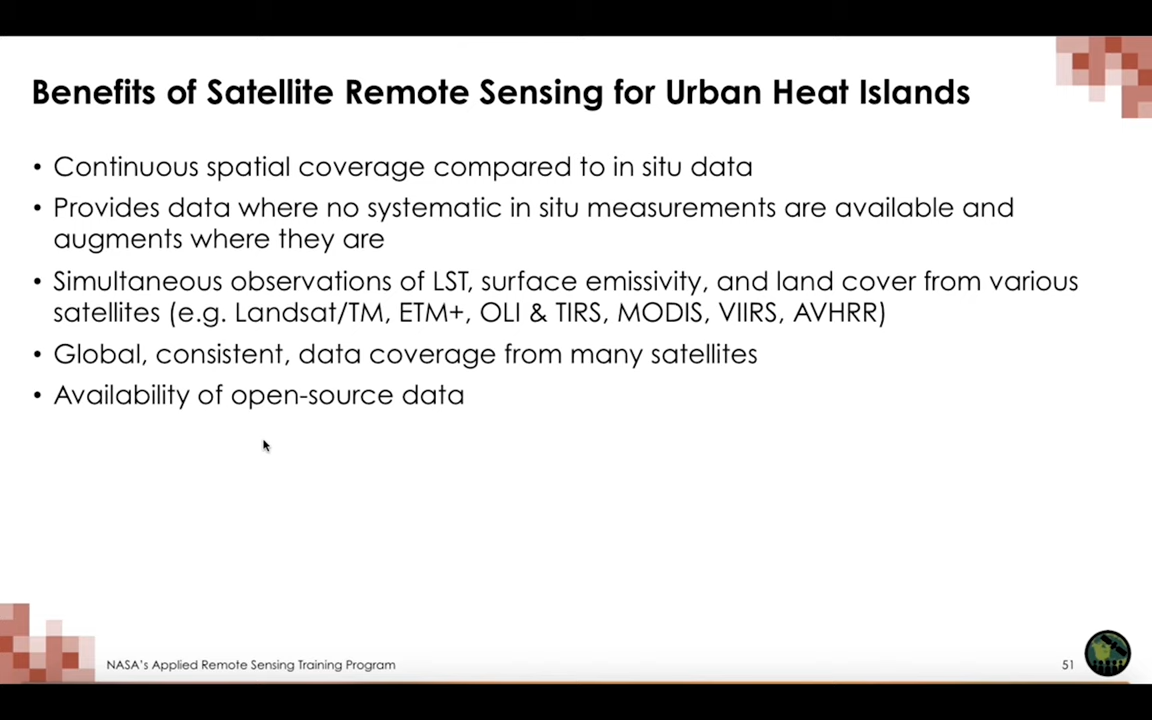 Benefits of Satellite Remote Sensing for Urban Heat Islands
• Continuous spatial coverage compared to in situ data
• Provides data where no systematic in situ measurements are available and
augments where they are
• Simultaneous observations of LST, surface emissivity, and land cover from various
satellites (e.g. Landsat/TM, ETM+, OLI & TIRS, MODIS, VIIRS, AVHRR)
• Global, consistent, data coverage from many satellites
• Availability of open-source data
NASA's Applied Remote Sensing Training Program
51